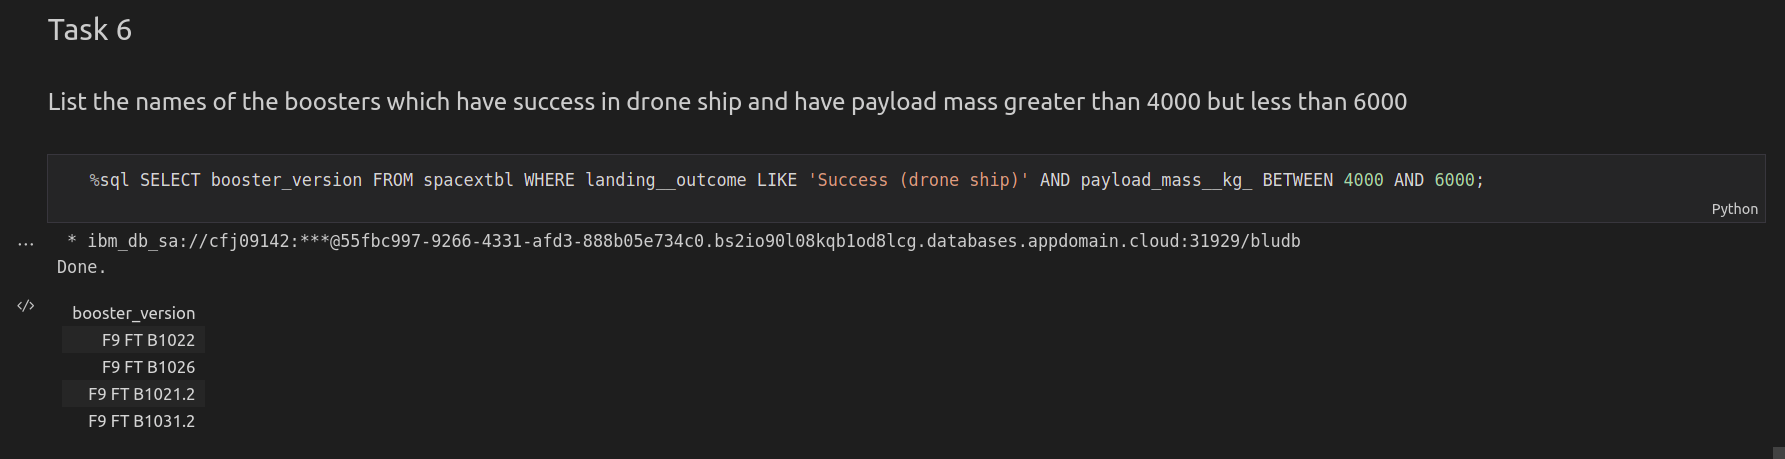 Task 6
List the names of the boosters which have success in drone ship and have payload mass greater than 4000 but less than 6000
%sql SELECT booster_version FROM spacextbl WHERE landing__outcome LIKE 'Success (drone ship)' AND payload_mass__kg_ BETWEEN 4000 AND 6000;
Python
* ibm_db_sa://cfj09142:***@55fbc997-9266-4331-afd3-888b05e734c0.bs2io90l08kqb1od8lcg.databases.appdomain.cloud:31929/bludb
Done.
booster_version
F9 FT B1022
F9 FT B1026
F9 FT B1021.2
F9 FT B1031.2